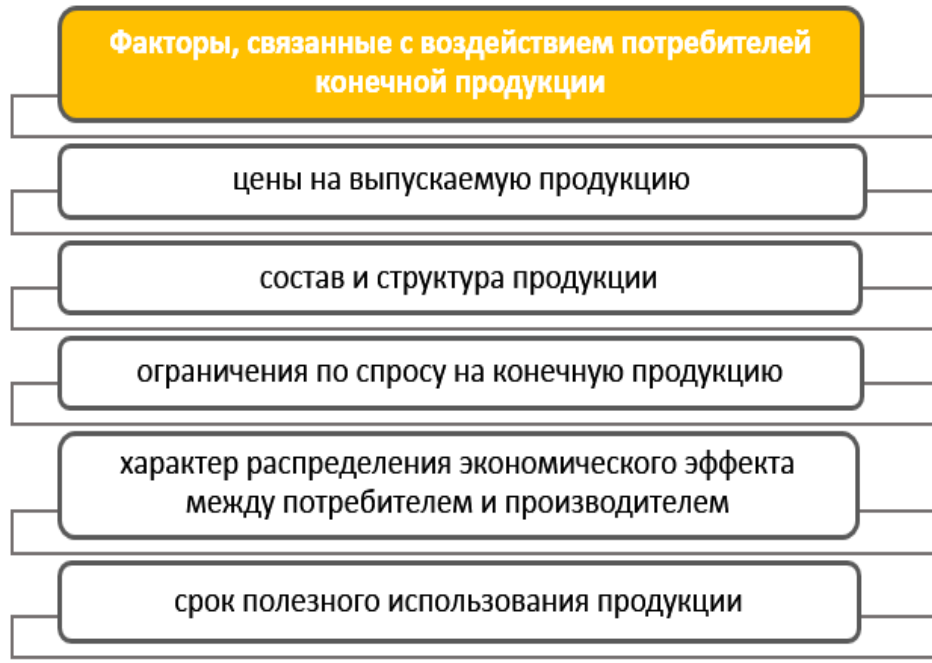 Факторы, связанные с воздействием потребителей
конечной продукции
цены на выпускаемую продукцию
состав и структура продукции
ограничения по спросу на конечную продукцию
характер распределения экономического эффекта
между потребителем и производителем
срок полезного использования продукции